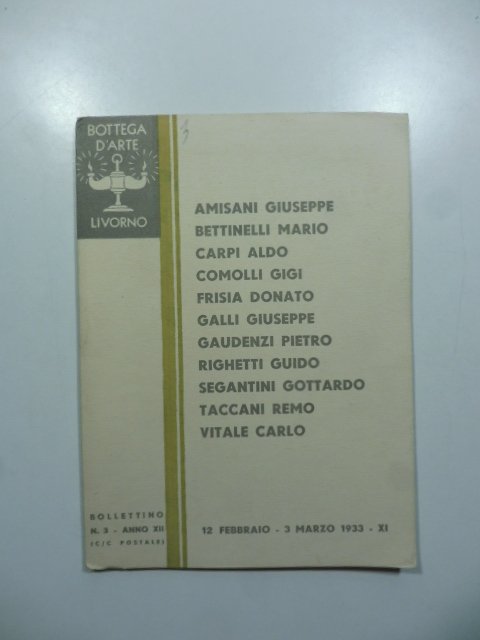 BOTTEGA
D'ARTE
LIVORNO
3
AMISANI GIUSEPPE
BETTINELLI MARIO
CARPI ALDO
COMOLLI GIGI
FRISIA DONATO
GALLI GIUSEPPE
GAUDENZI PIETRO
RIGHETTI GUIDO
SEGANTINI GOTTARDO
TACCANI REMO
VITALE CARLO
BOLLETTINO
N. 3 - ANNO XII
(C/C POSTALE)
12 FEBBRAIO - 3 MARZO 1933 - XI